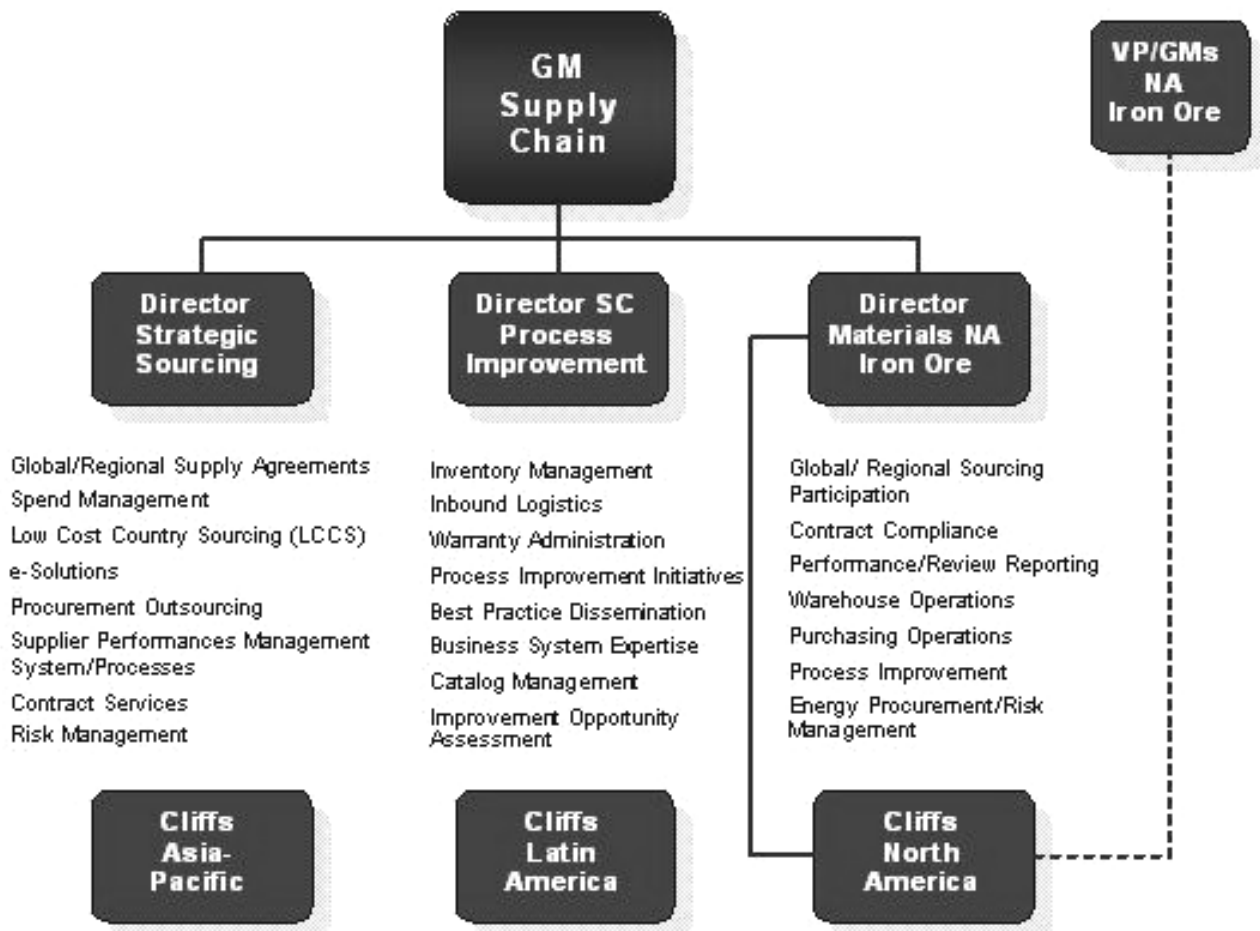 GM
Supply
Chain
VP/GMs
NA
Iron Ore
Director
Strategic
Sourcing
Director SC
Process
Improvement
Director
Materials NA
Iron Ore
Global/Regional Supply Agreements
Spend Management
Low Cost Country Sourcing (LCCS)
e-Solutions
Procurement Outsourcing
Supplier Performances Management
System/Processes
Contract Services
Risk Management
Inventory Management
Inbound Logistics
Warranty Administration
Process Improvement Initiatives
Best Practice Dissemination
Business System Expertise
Catalog Management
Improvement Opportunity
Assessment
Global/ Regional Sourcing
Participation
Contract Compliance
Performance/Review Reporting
Warehouse Operations
Purchasing Operations
Process Improvement
Energy Procurement/Risk
Management
Cliffs
Asia-
Pacific
Cliffs
Latin
America
Cliffs
North
America